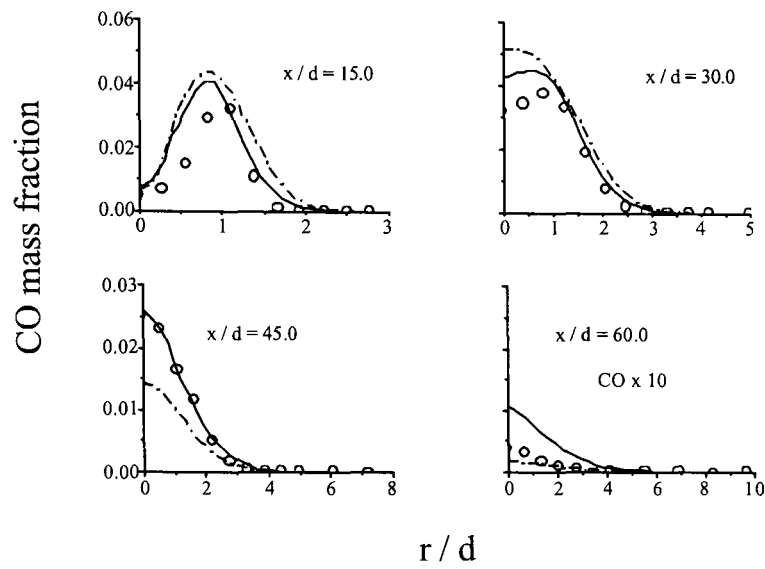 CO mass fraction
0.06
0.04
0.02
0.00
x / d = 15.0
0 1 2 3
x / d = 30.0
0 1 2 3 4 5
0.03
0.02
0.01
0.00
x / d = 45.0
0 2 4 6 8
x / d = 60.0
CO x 10
0 2 4 6 8 10
r / d